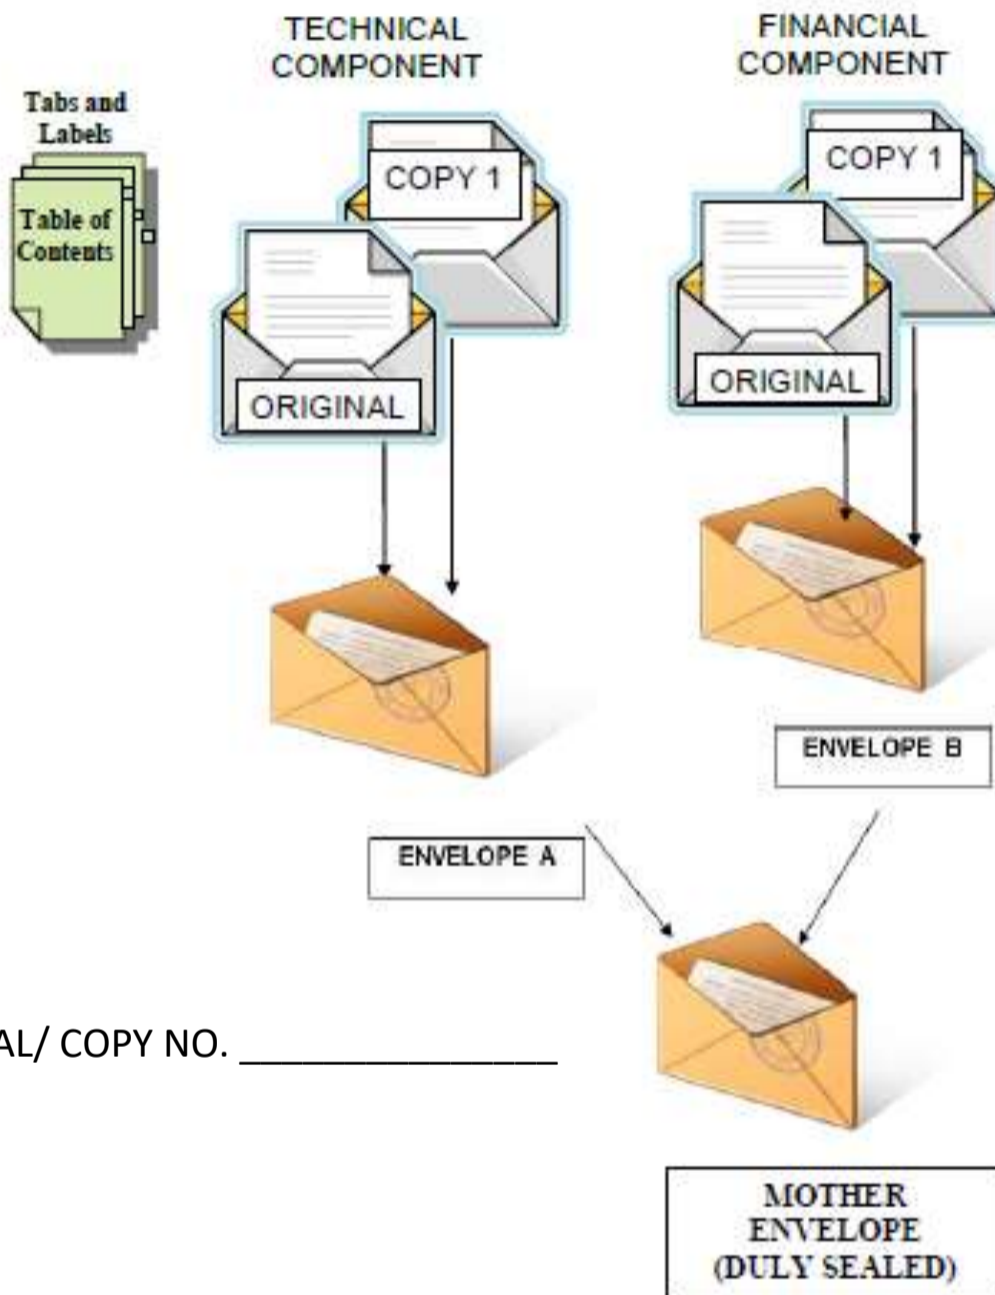 TECHNICAL
COMPONENT
FINANCIAL
COMPONENT
Tabs and
Labels
Table of
Contents
COPY 1
ORIGINAL
COPY 1
ORIGINAL
ENVELOPE B
ENVELOPE A
AL/ COPY NO. _______________
MOTHER
ENVELOPE
(DULY SEALED)